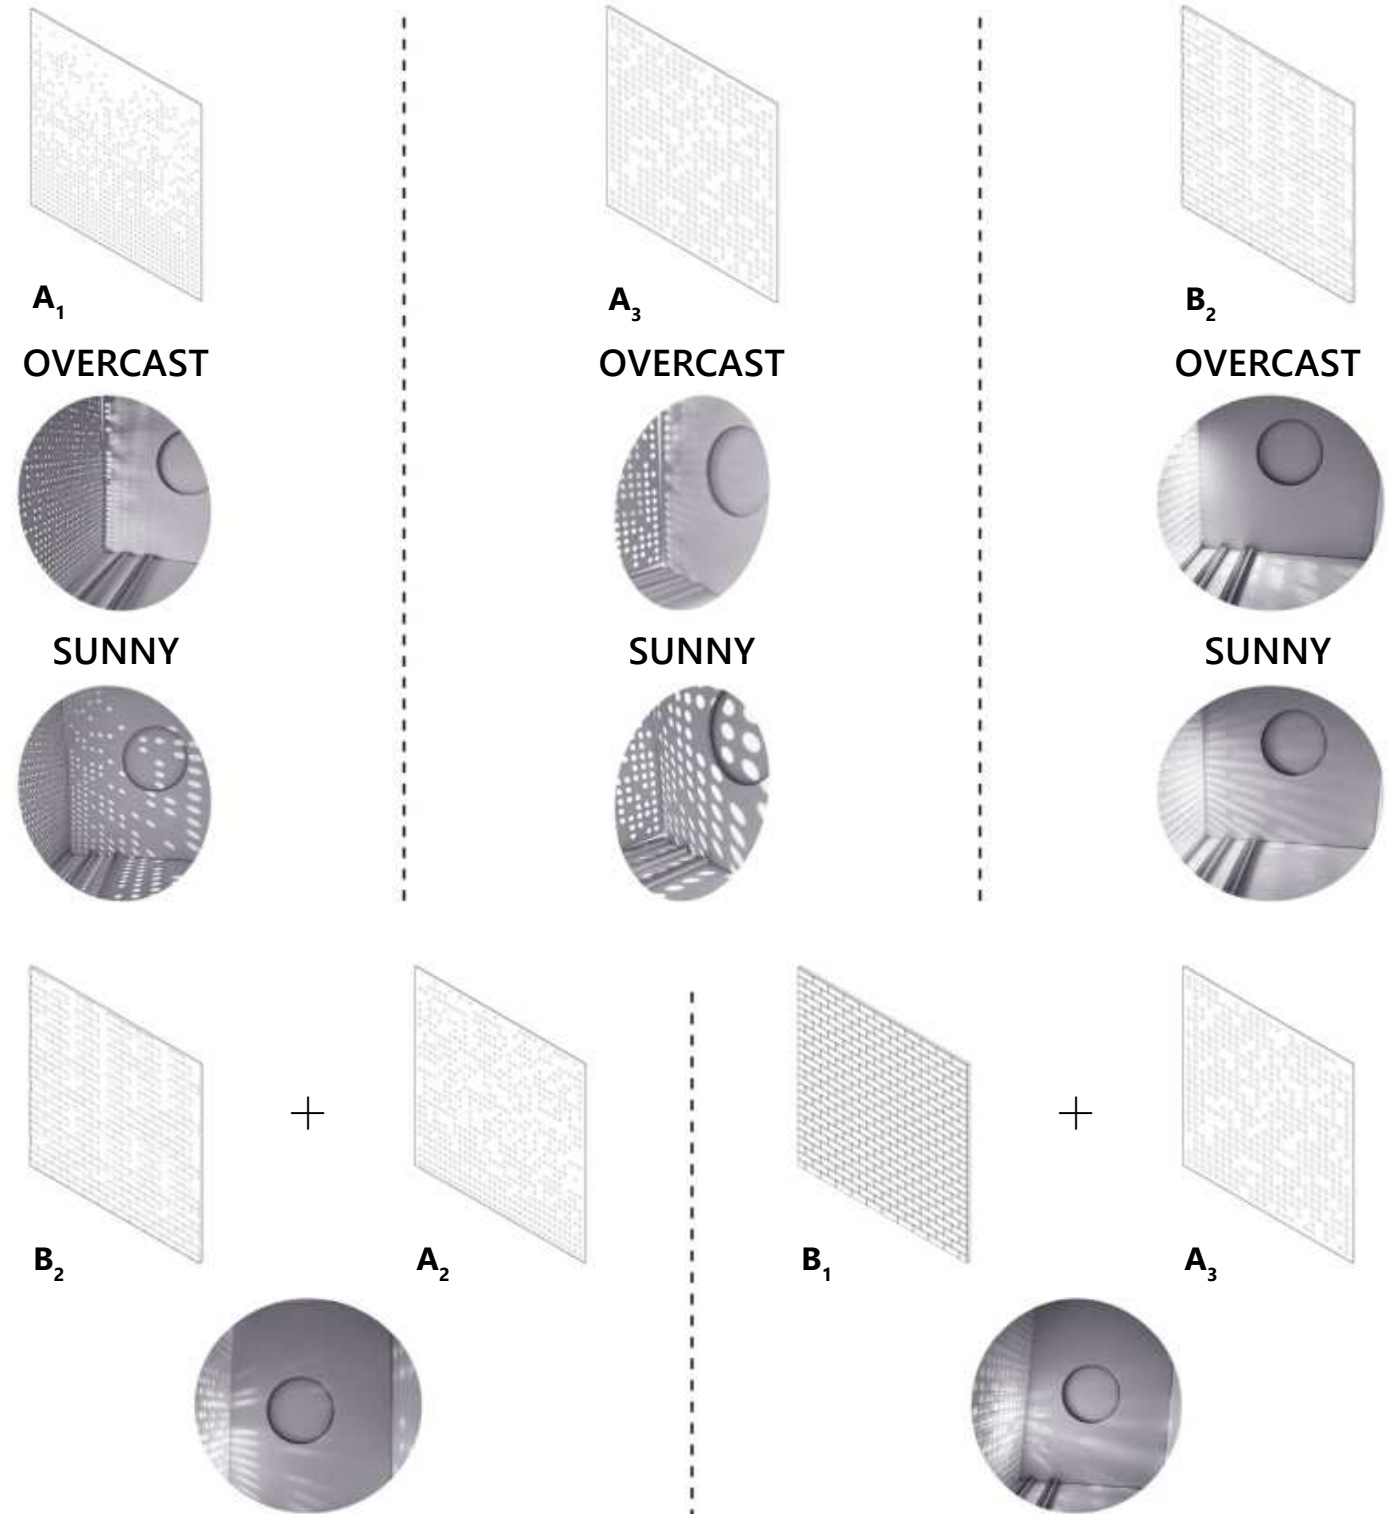 A1 A3 B2
OVERCAST OVERCAST OVERCAST
SUNNY SUNNY SUNNY
+ +
B2 A2 B1 A3